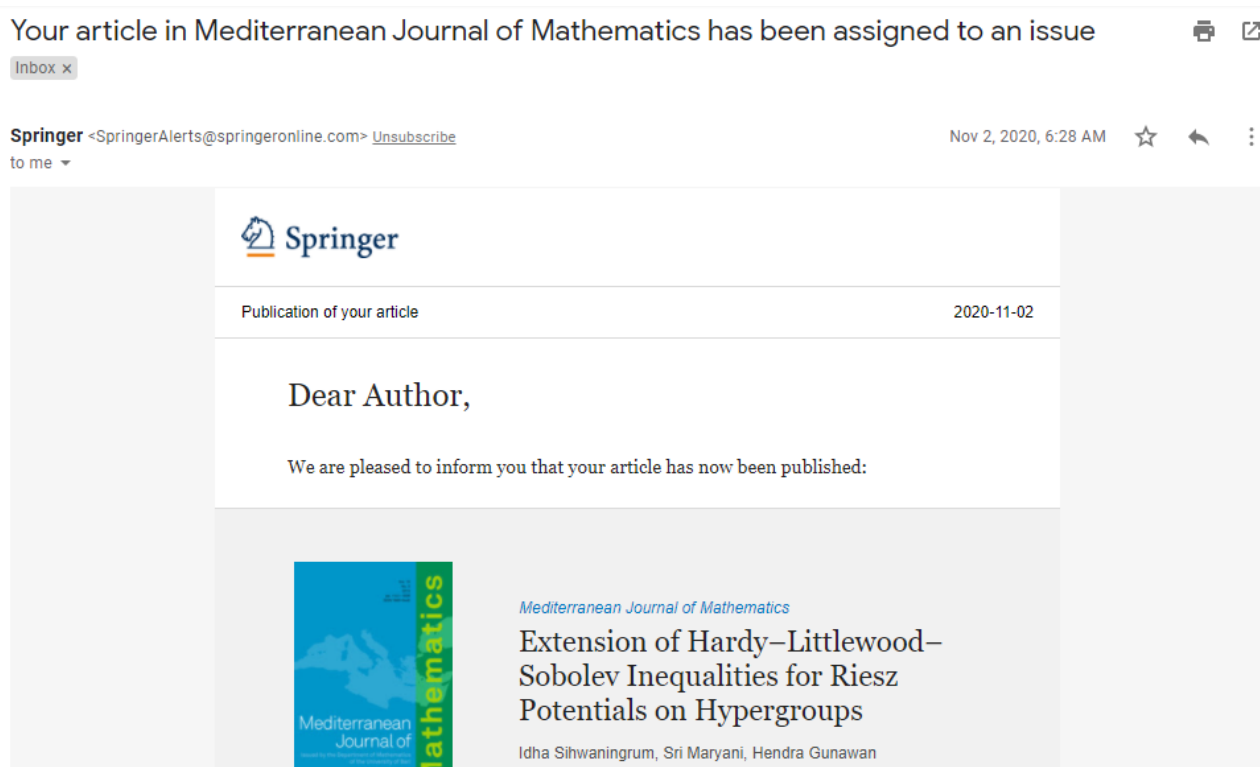 Your article in Mediterranean Journal of Mathematics has been assigned to an issue
Inbox ×
Springer <SpringerAlerts@springeronline.com> Unsubscribe
Nov 2, 2020, 6:28 AM
to me
Springer
Publication of your article
2020-11-02
Dear Author,
We are pleased to inform you that your article has now been published:
Mediterranean Journal of Mathematics
Extension of Hardy–Littlewood–
Sobolev Inequalities for Riesz
Potentials on Hypergroups
Idha Sihwaningrum, Sri Maryani, Hendra Gunawan
Mediterranean
Journal of
Mathematics